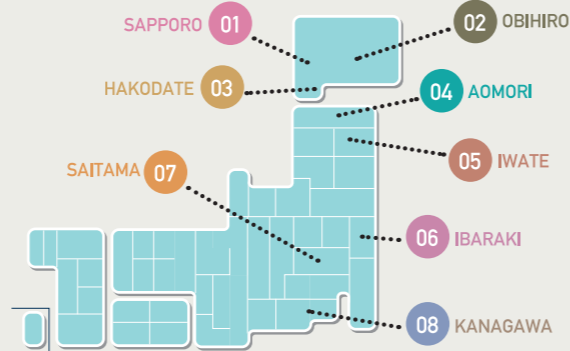 SAPPORO 01
02 OBIHIRO
HAKODATE 03
04 AOMORI
05 IWATE
SAITAMA 07
06 IBARAKI
08 KANAGAWA